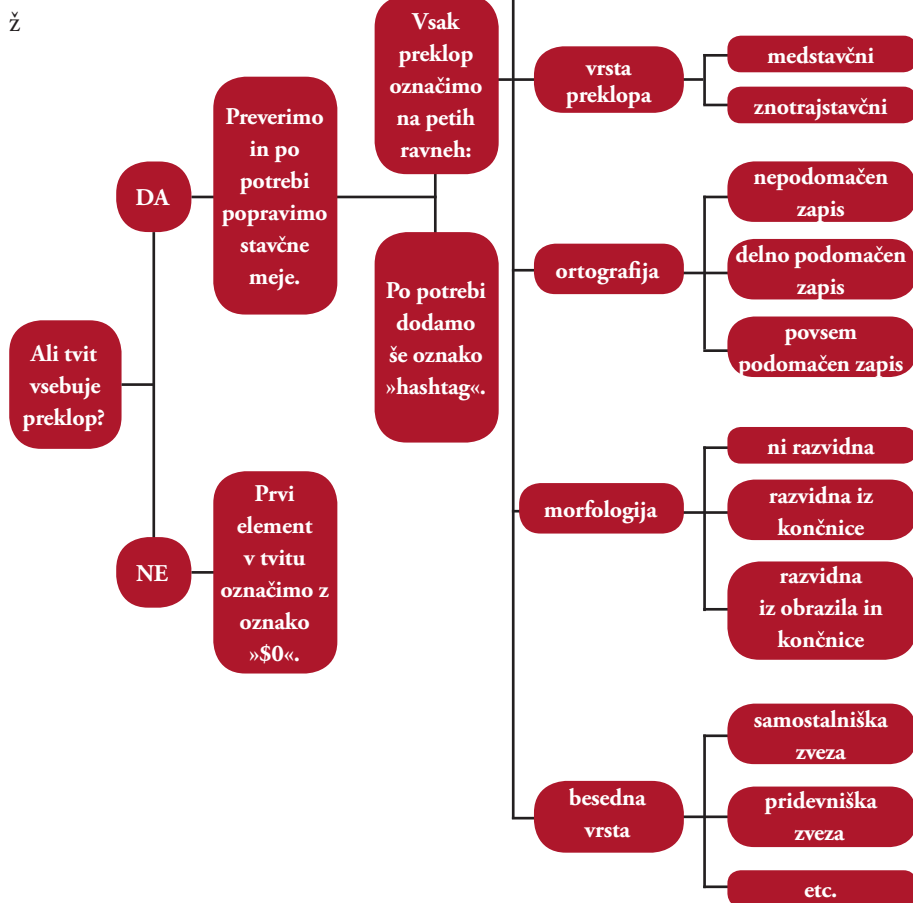 ž
Ali tvit
vsebuje
preklop?
DA
Preverimo
in po
potrebi
popravimo
stavčne
meje.
Vsak
preklop
označimo
na petih
ravneh:
Po potrebi
dodamo
še oznako
»hashtag«.
NE
Prvi
element
v tvitu
označimo z
oznako
»$0«.
vrsta
preklopa
medstavčni
znotrajstavčni
ortografija
nepodomačen
zapis
delno podomačen
zapis
povsem
podomačen zapis
morfologija
ni razvidna
razvidna iz
končnice
razvidna
iz obrazila in
končnice
besedna
vrsta
samostalniška
zveza
pridevniška
zveza
etc.